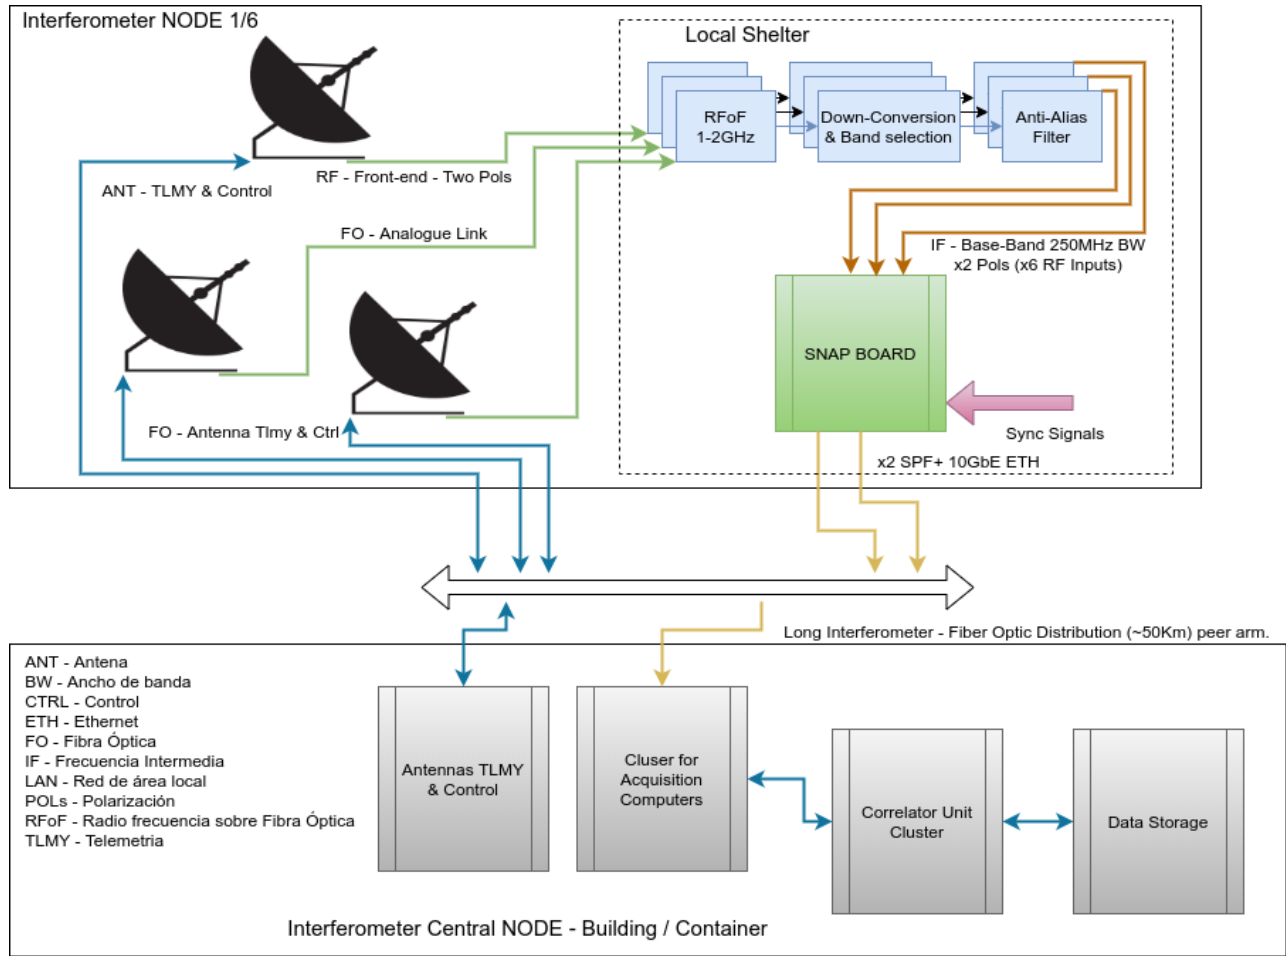 Interferometer NODE 1/6
Local Shelter
RFoF
1-2GHz
Down-Conversion
& Band selection
Anti-Alias
Filter
ANT - TLMY & Control
RF - Front-end - Two Pols
FO - Analogue Link
IF - Base-Band 250MHz BW
x2 Pols (x6 RF Inputs)
SNAP BOARD
FO - Antenna Tlmy & Ctrl
Sync Signals
x2 SPF+ 10GbE ETH
Long Interferometer - Fiber Optic Distribution (~50Km) peer arm.
ANT - Antena
BW - Ancho de banda
CTRL - Control
ETH - Ethernet
FO - Fibra Óptica
IF - Frecuencia Intermedia
LAN - Red de área local
POLs - Polarización
RFoF - Radio frecuencia sobre Fibra Óptica
TLMY - Telemetria
Antennas TLMY
& Control
Cluser for
Acquisition
Computers
Correlator Unit
Cluster
Data Storage
Interferometer Central NODE - Building / Container